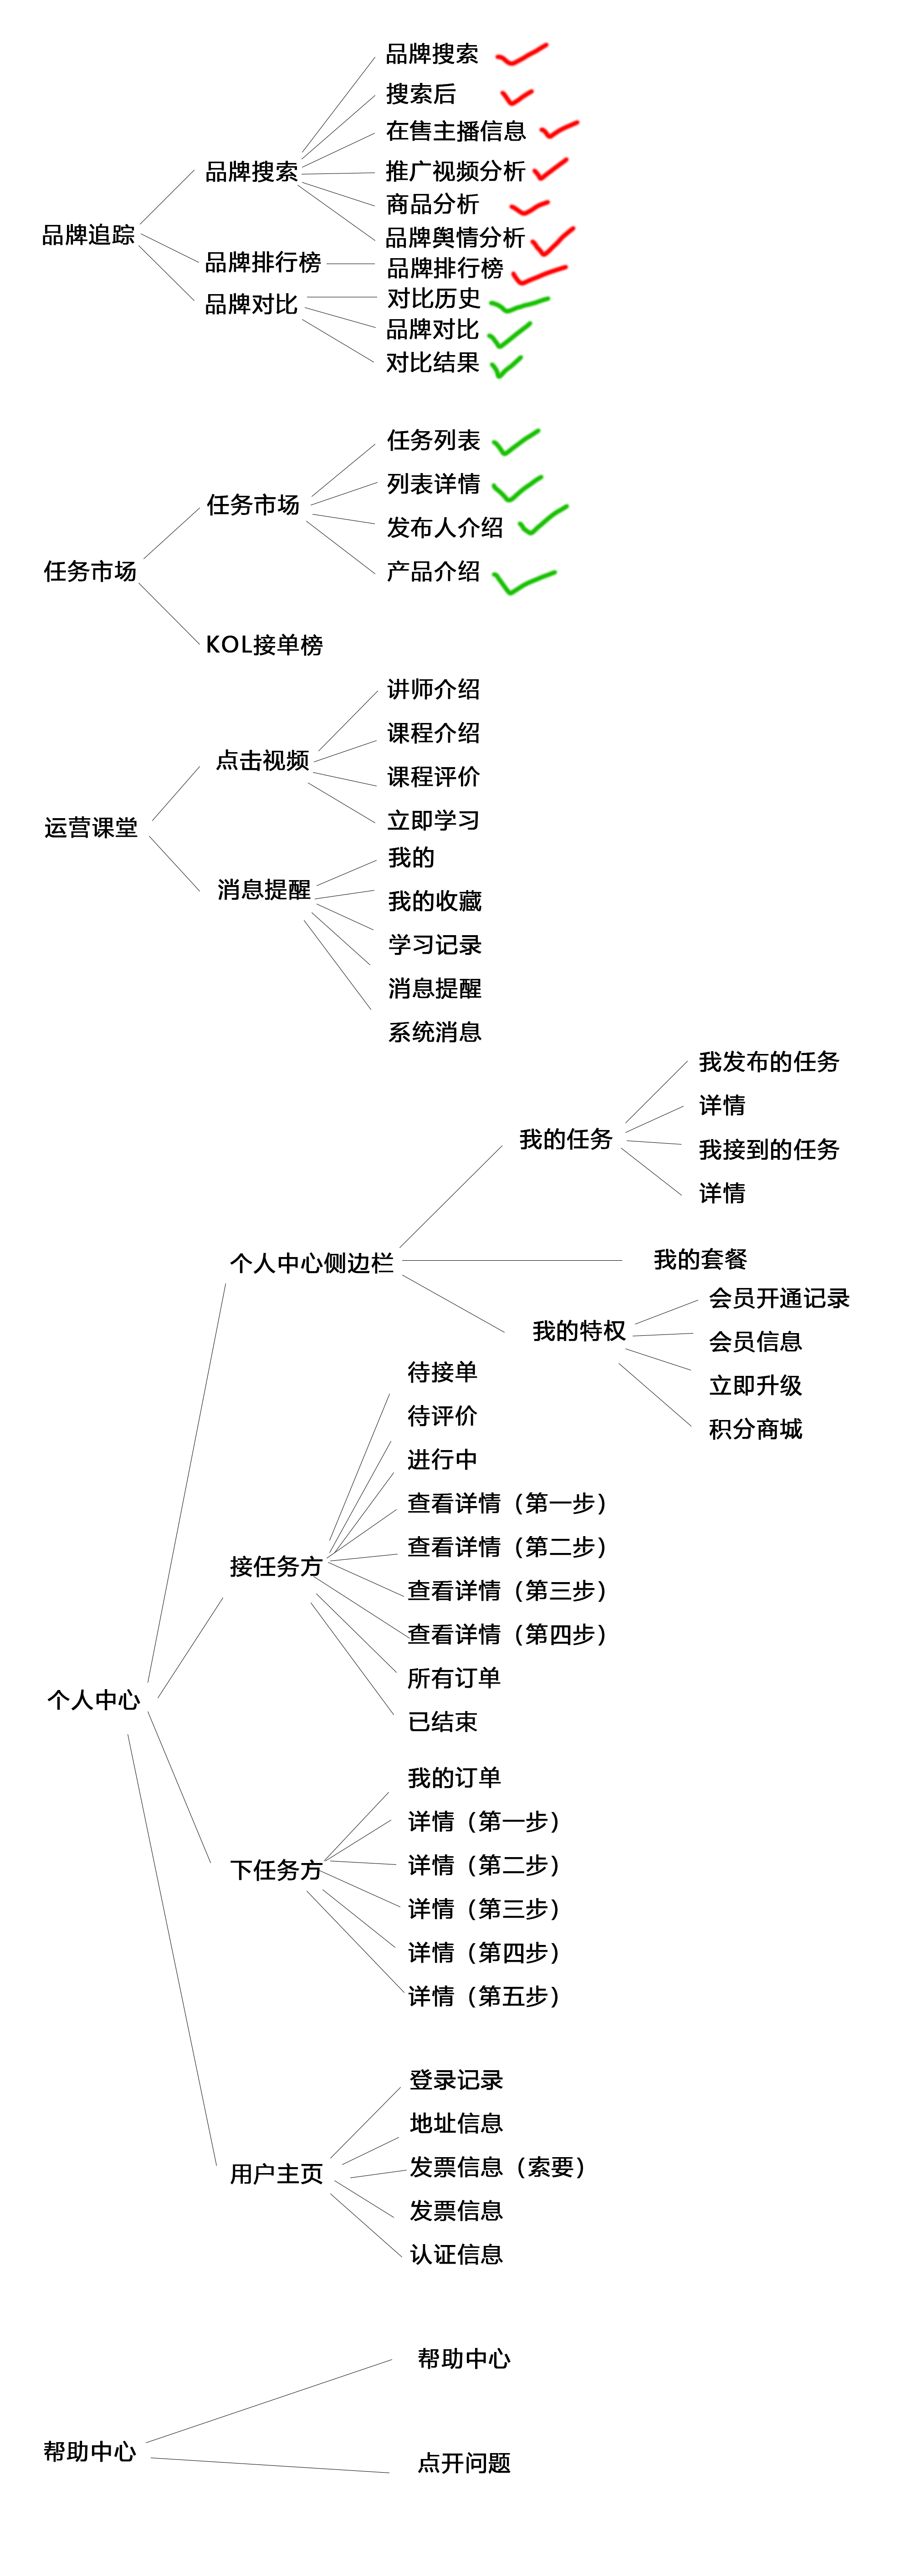 品牌追踪
品牌搜索
品牌搜索
搜索后
在售主播信息
推广视频分析
商品分析
品牌舆情分析
品牌排行榜
品牌排行榜
品牌对比
对比历史
品牌对比
对比结果
任务市场
任务市场
任务列表
列表详情
发布人介绍
产品介绍
KOL接单榜
运营课堂
点击视频
讲师介绍
课程介绍
课程评价
立即学习
消息提醒
我的
我的收藏
学习记录
消息提醒
系统消息
个人中心
个人中心侧边栏
我的任务
我发布的任务
详情
我接到的任务
详情
我的套餐
我的特权
会员开通记录
会员信息
立即升级
积分商城
接任务方
待接单
待评价
进行中
查看详情（第一步）
查看详情（第二步）
查看详情（第三步）
查看详情（第四步）
所有订单
已结束
下任务方
我的订单
详情（第一步）
详情（第二步）
详情（第三步）
详情（第四步）
详情（第五步）
用户主页
登录记录
地址信息
发票信息（索要）
发票信息
认证信息
帮助中心
帮助中心
点开问题